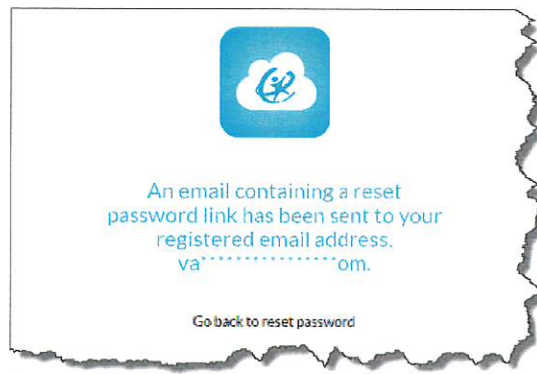 An email containing a reset
password link has been sent to your
registered email address,
va****************om.
Go back to reset password